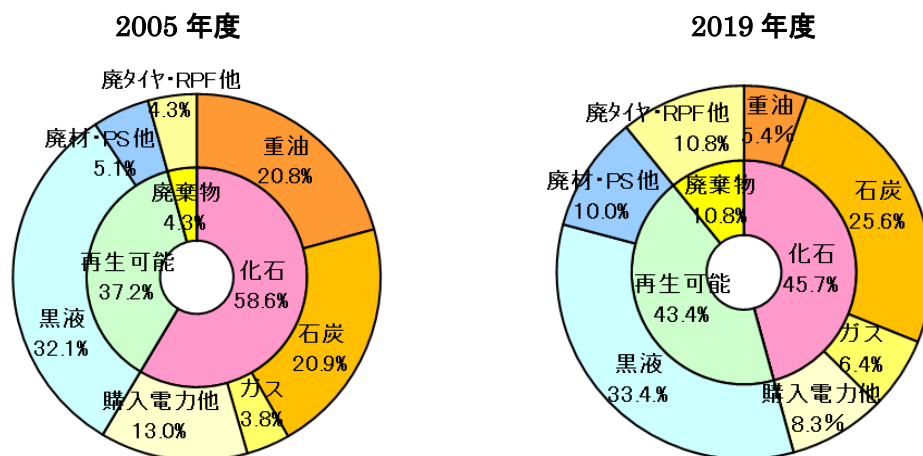 2005 年度
廃タイヤ・RPF他
4.3%
重油
20.8%
廃材・PS他
5.1%
廃棄物
4.3%
再生可能
37.2%
化石
58.6%
黒液
32.1%
石炭
20.9%
ガス
3.8%
購入電力他
13.0%
2019 年度
重油
5.4%
廃タイヤ・RPF他
10.8%
廃材・PS他
10.0%
廃棄物
10.8%
石炭
25.6%
化石
45.7%
再生可能
43.4%
ガス
6.4%
黒液
33.4%
購入電力他
8.3%